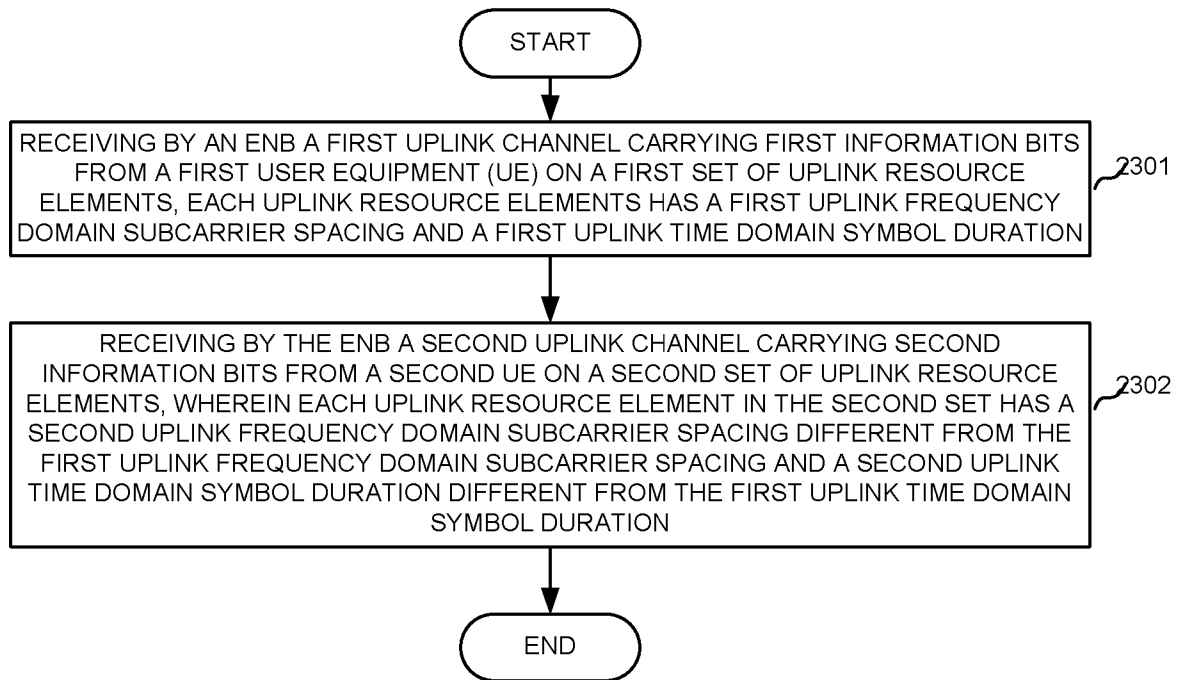 START
RECEIVING BY AN ENB A FIRST UPLINK CHANNEL CARRYING FIRST INFORMATION BITS
FROM A FIRST USER EQUIPMENT (UE) ON A FIRST SET OF UPLINK RESOURCE
ELEMENTS, EACH UPLINK RESOURCE ELEMENTS HAS A FIRST UPLINK FREQUENCY
DOMAIN SUBCARRIER SPACING AND A FIRST UPLINK TIME DOMAIN SYMBOL DURATION
2301
RECEIVING BY THE ENB A SECOND UPLINK CHANNEL CARRYING SECOND
INFORMATION BITS FROM A SECOND UE ON A SECOND SET OF UPLINK RESOURCE
ELEMENTS, WHEREIN EACH UPLINK RESOURCE ELEMENT IN THE SECOND SET HAS A
SECOND UPLINK FREQUENCY DOMAIN SUBCARRIER SPACING DIFFERENT FROM THE
FIRST UPLINK FREQUENCY DOMAIN SUBCARRIER SPACING AND A SECOND UPLINK
TIME DOMAIN SYMBOL DURATION DIFFERENT FROM THE FIRST UPLINK TIME DOMAIN
SYMBOL DURATION
2302
END